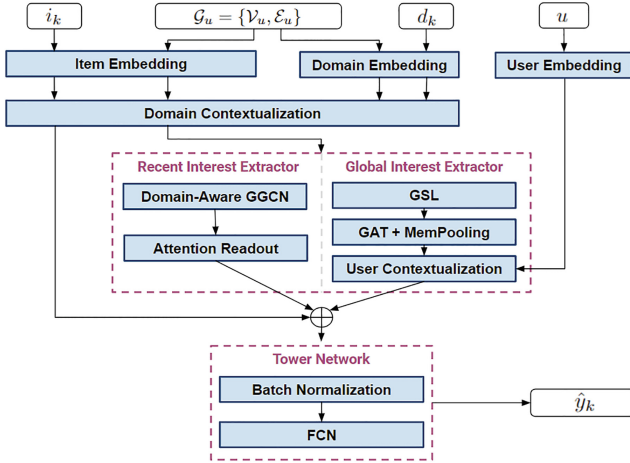 i_k
𝒢_u = {𝒱_u, ℰ_u}
d_k
u
Item Embedding
Domain Embedding
User Embedding
Domain Contextualization
Recent Interest Extractor
Global Interest Extractor
Domain-Aware GGCN
GSL
GAT + MemPooling
Attention Readout
User Contextualization
Tower Network
Batch Normalization
ŷ_k
FCN